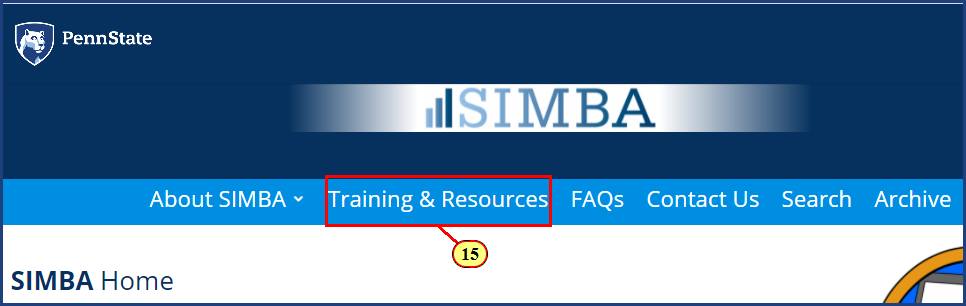 PennState
SIMBA
About SIMBA Training & Resources FAQs Contact Us Search Archive
15
SIMBA Home